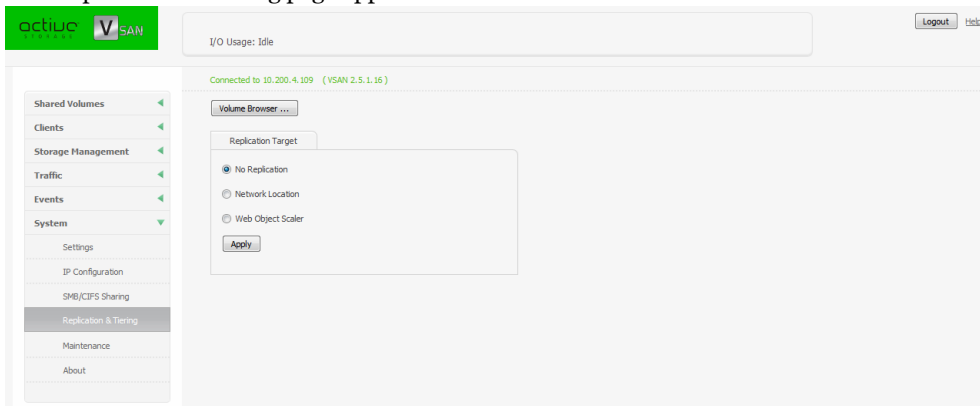 active V SAN
STORAGE
I/O Usage: Idle
Logout Help
Connected to 10.200.4.109 ( VSAN 2.5.1.16 )
Shared Volumes
Clients
Storage Management
Traffic
Events
System
Settings
IP Configuration
SMB/CIFS Sharing
Replication & Tiering
Maintenance
About
Volume Browser ...
Replication Target
No Replication
Network Location
Web Object Scaler
Apply